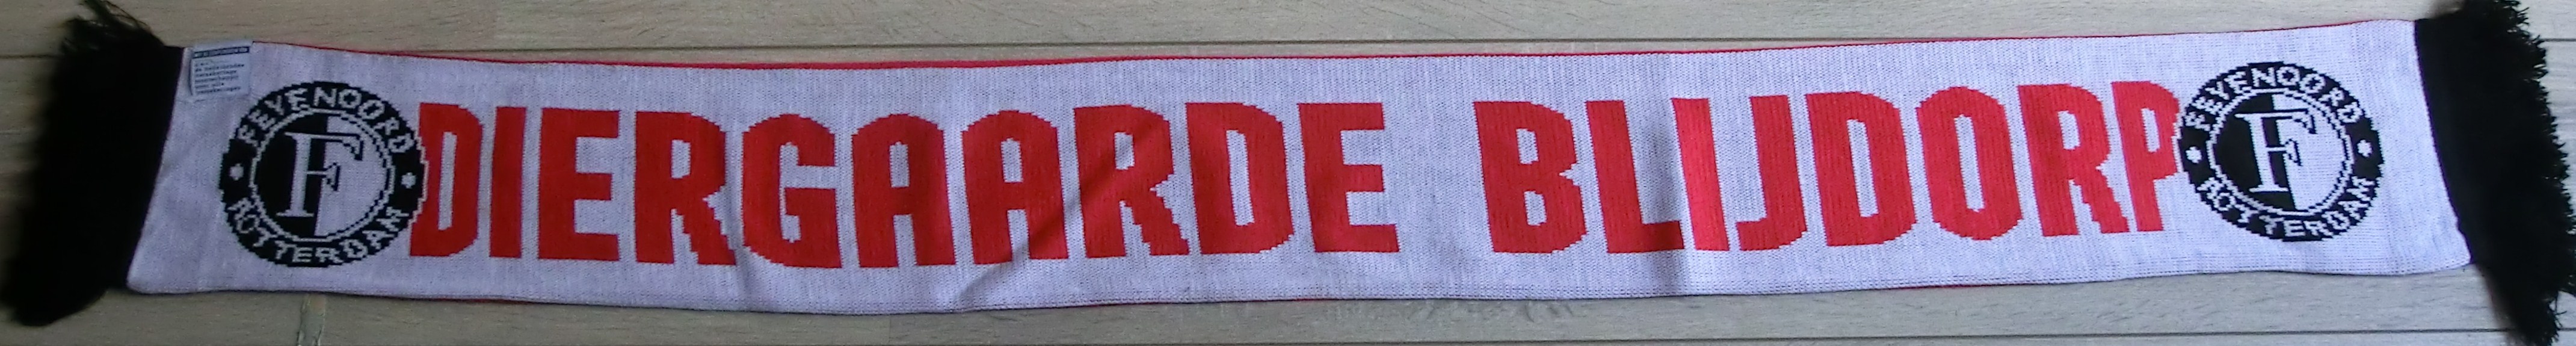 FEYENOORD
ROTTERDAM
F
DIERGAARDE BLIJDORP
FEYENOORD
ROTTERDAM
F